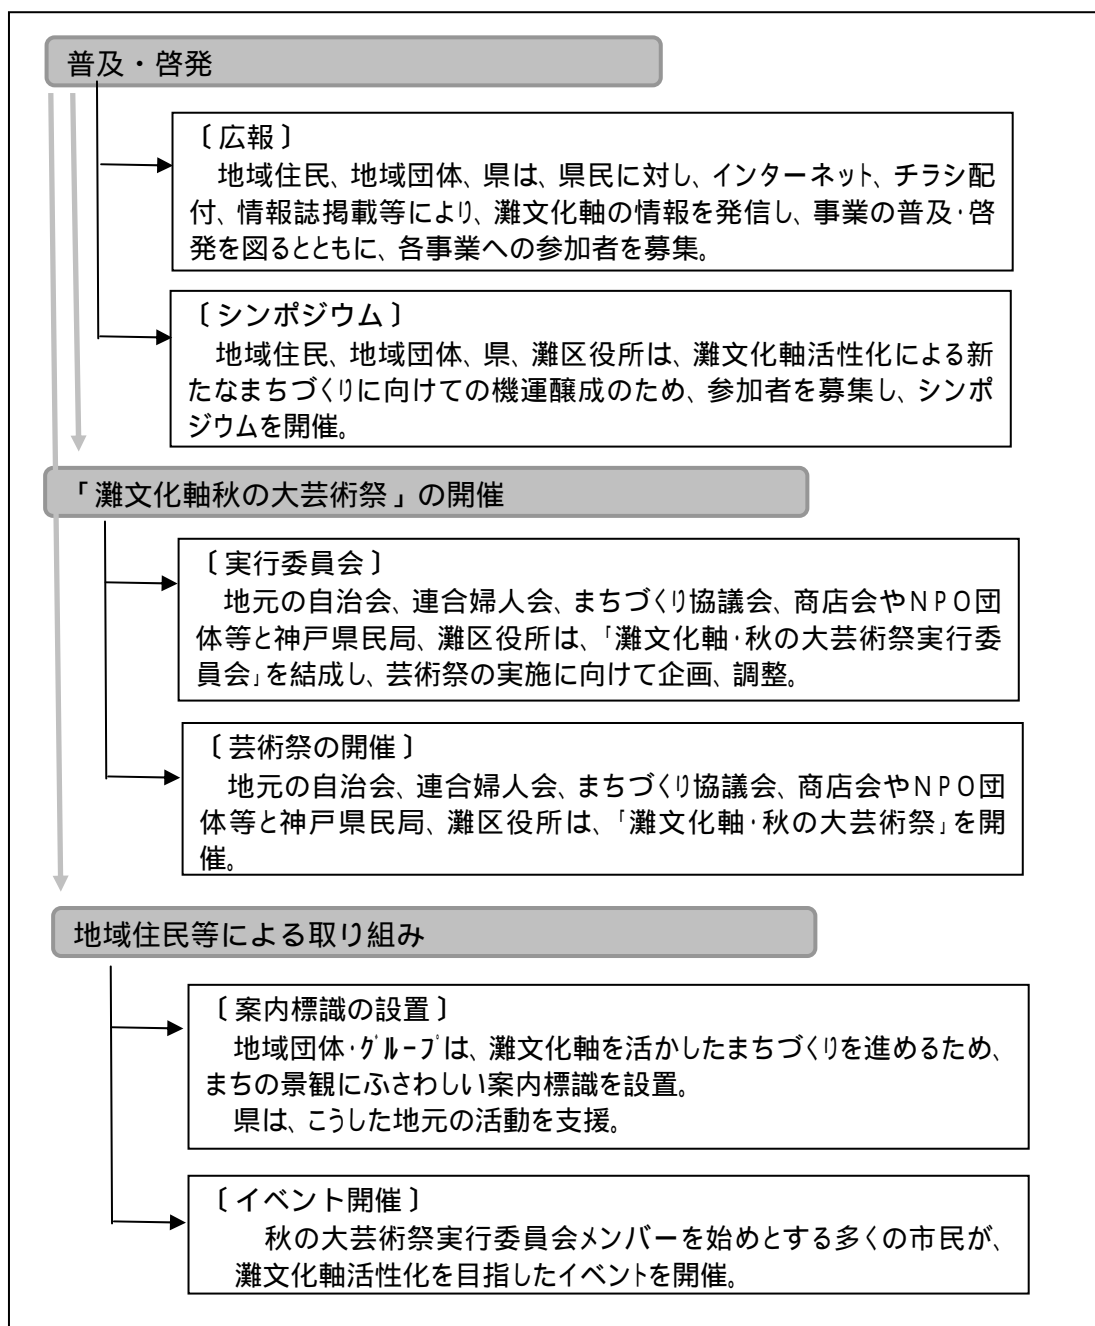 普及・啓発
〔広報〕
地域住民、地域団体、県は、県民に対し、インターネット、チラシ配
付、情報誌掲載等により、灘文化軸の情報を発信し、事業の普及・啓
発を図るとともに、各事業への参加者を募集。
〔シンポジウム〕
地域住民、地域団体、県、灘区役所は、灘文化軸活性化による新
たなまちづくりに向けての機運醸成のため、参加者を募集し、シンポ
ジウムを開催。
「灘文化軸秋の大芸術祭」の開催
〔実行委員会〕
地元の自治会、連合婦人会、まちづくり協議会、商店会やNPO団
体等と神戸県民局、灘区役所は、「灘文化軸・秋の大芸術祭実行委
員会」を結成し、芸術祭の実施に向けて企画、調整。
〔芸術祭の開催〕
地元の自治会、連合婦人会、まちづくり協議会、商店会やNPO団
体等と神戸県民局、灘区役所は、「灘文化軸・秋の大芸術祭」を開
催。
地域住民等による取り組み
〔案内標識の設置〕
地域団体・グループは、灘文化軸を活かしたまちづくりを進めるため、
まちの景観にふさわしい案内標識を設置。
県は、こうした地元の活動を支援。
〔イベント開催〕
秋の大芸術祭実行委員会メンバーを始めとする多くの市民が、
灘文化軸活性化を目指したイベントを開催。